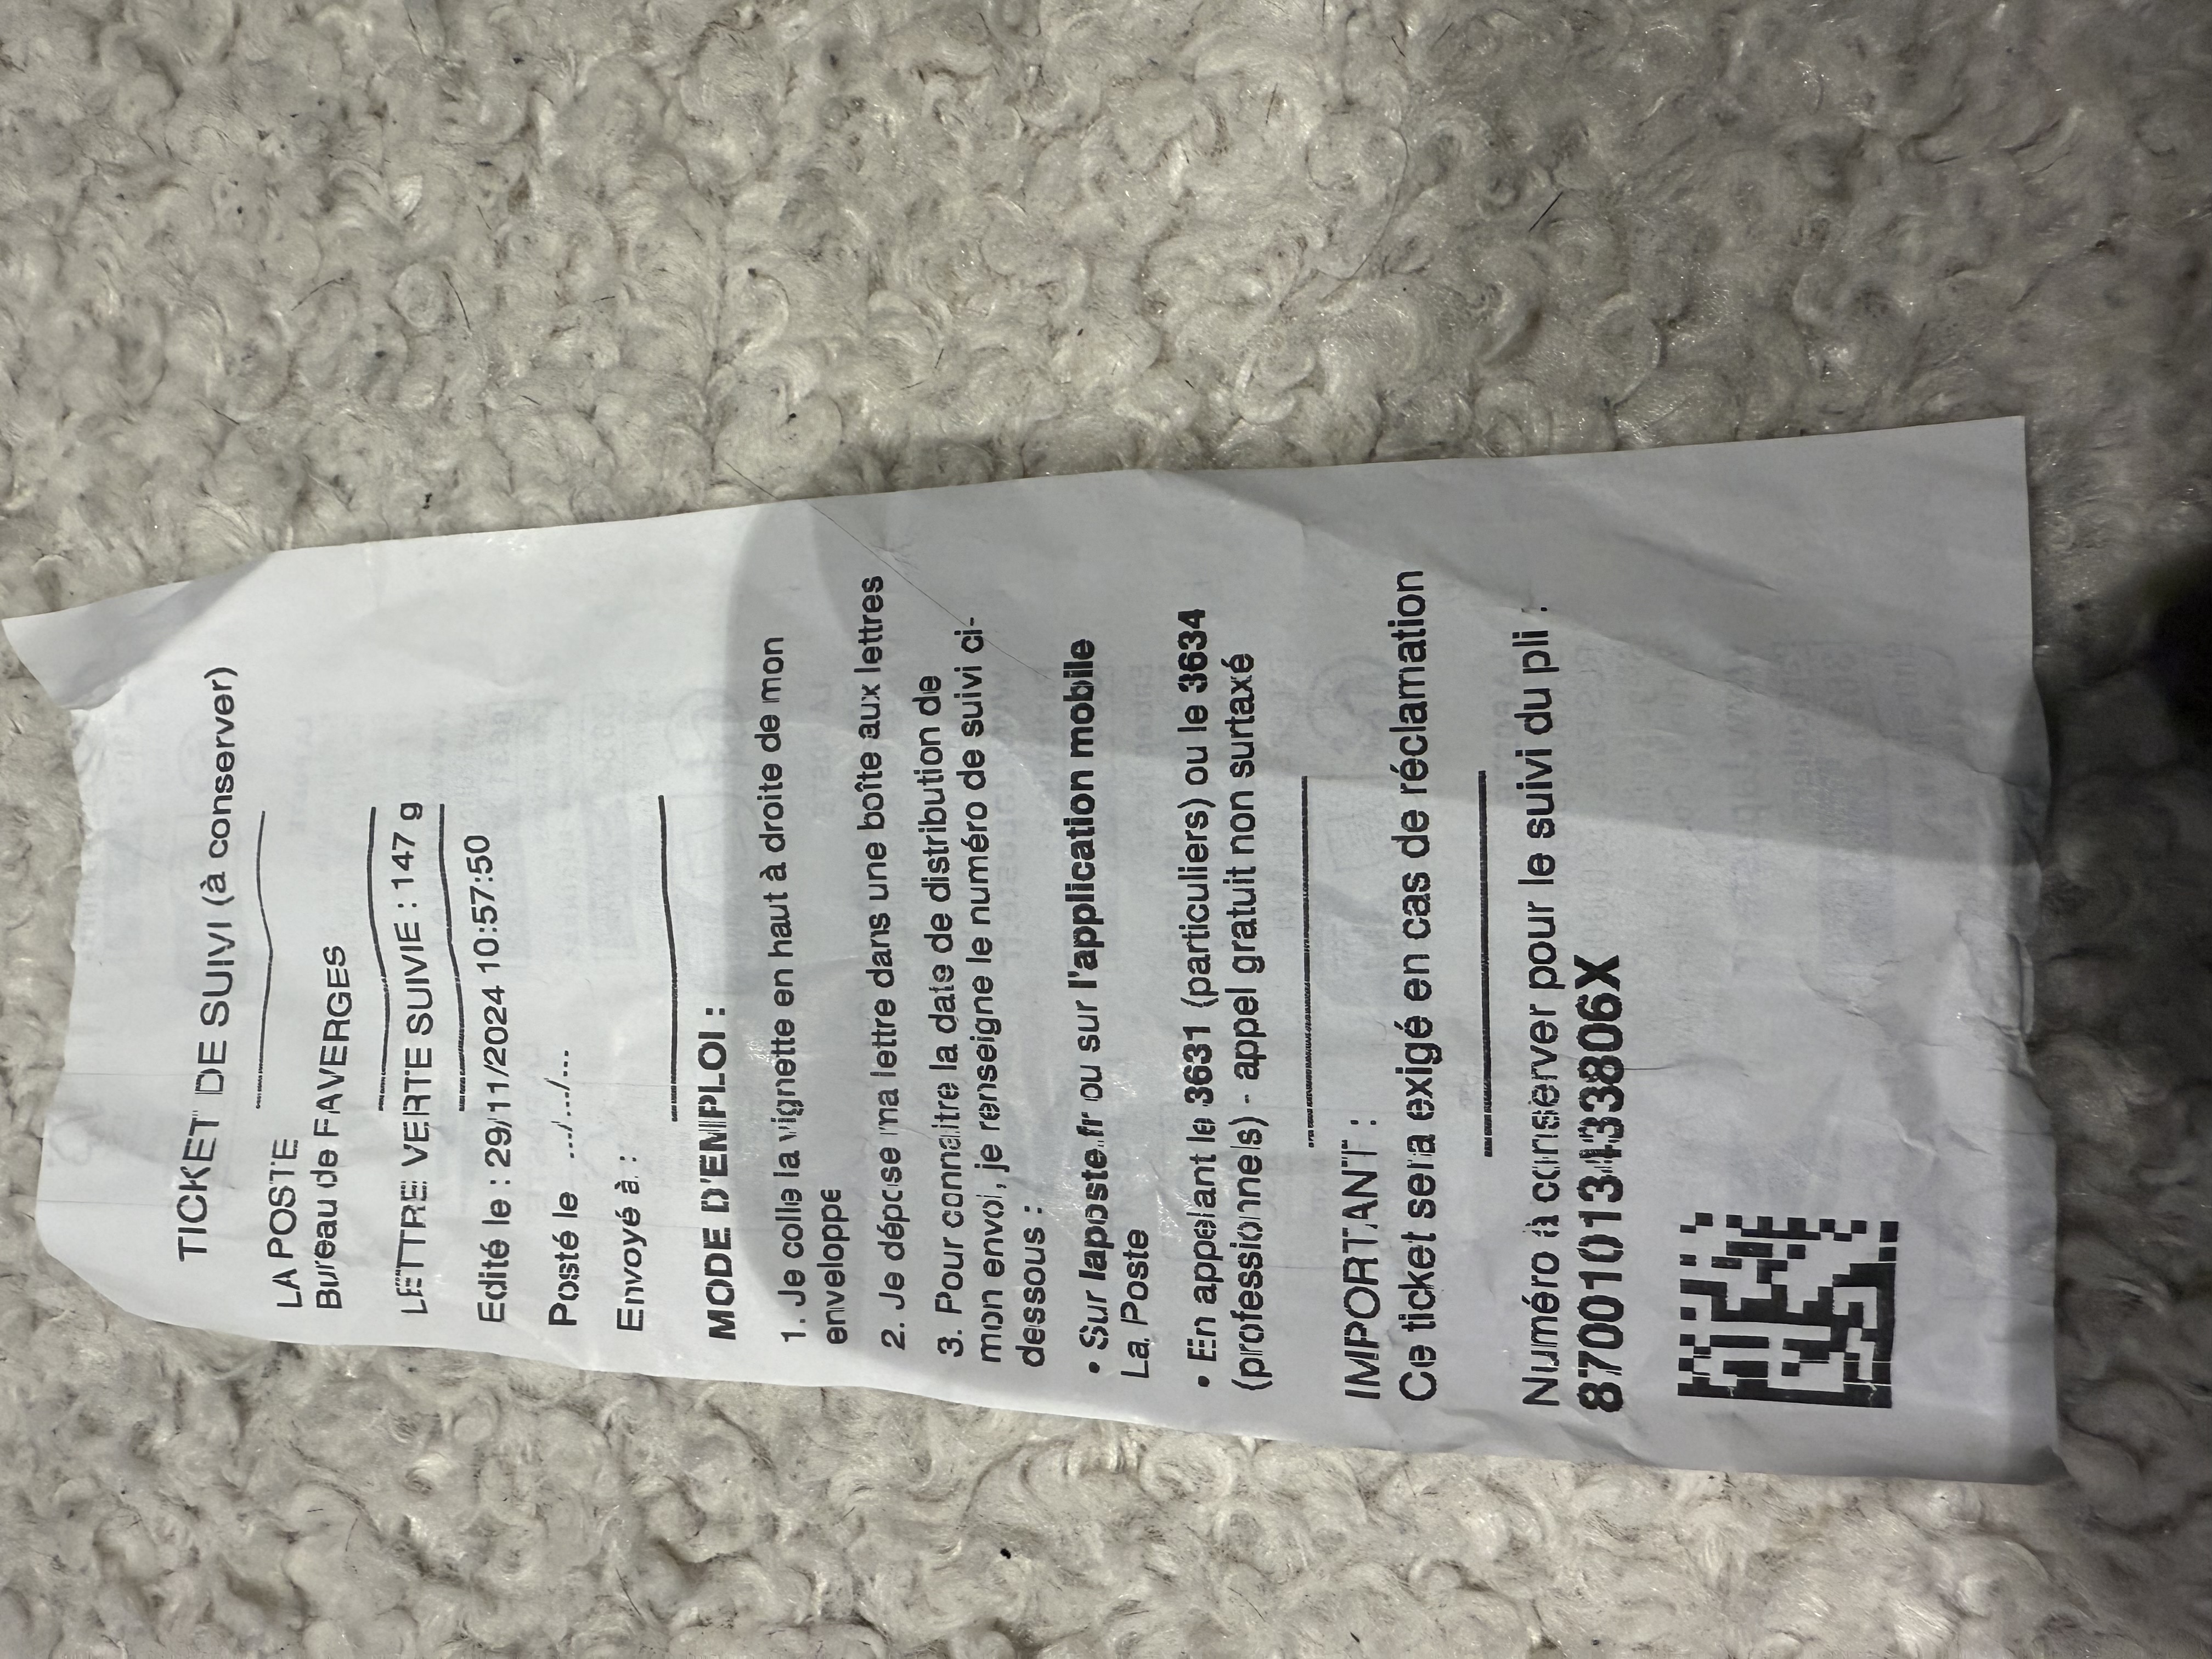 TICKET DE SUIVI (à conserver)
LA POSTE
Bureau de FAVERGES
LETTRE VERTE SUIVIE : 147 g
Edité le : 29/11/2024 10:57:50
Posté le .../.../...
Envoyé à :
MODE D'EMPLOI :
1. Je colle la vignette en haut à droite de mon
enveloppe
2. Je dépose ma lettre dans une boîte aux lettres
3. Pour connaitre la date de distribution de
mon envoi, je renseigne le numéro de suivi ci-
dessous :
• Sur laposte.fr ou sur l'application mobile
La Poste
• En appelant le 3631 (particuliers) ou le 3634
(professionnels) - appel gratuit non surtaxé
IMPORTANT :
Ce ticket sera exigé en cas de réclamation
Numéro à conserver pour le suivi du pli :
87001013433806X